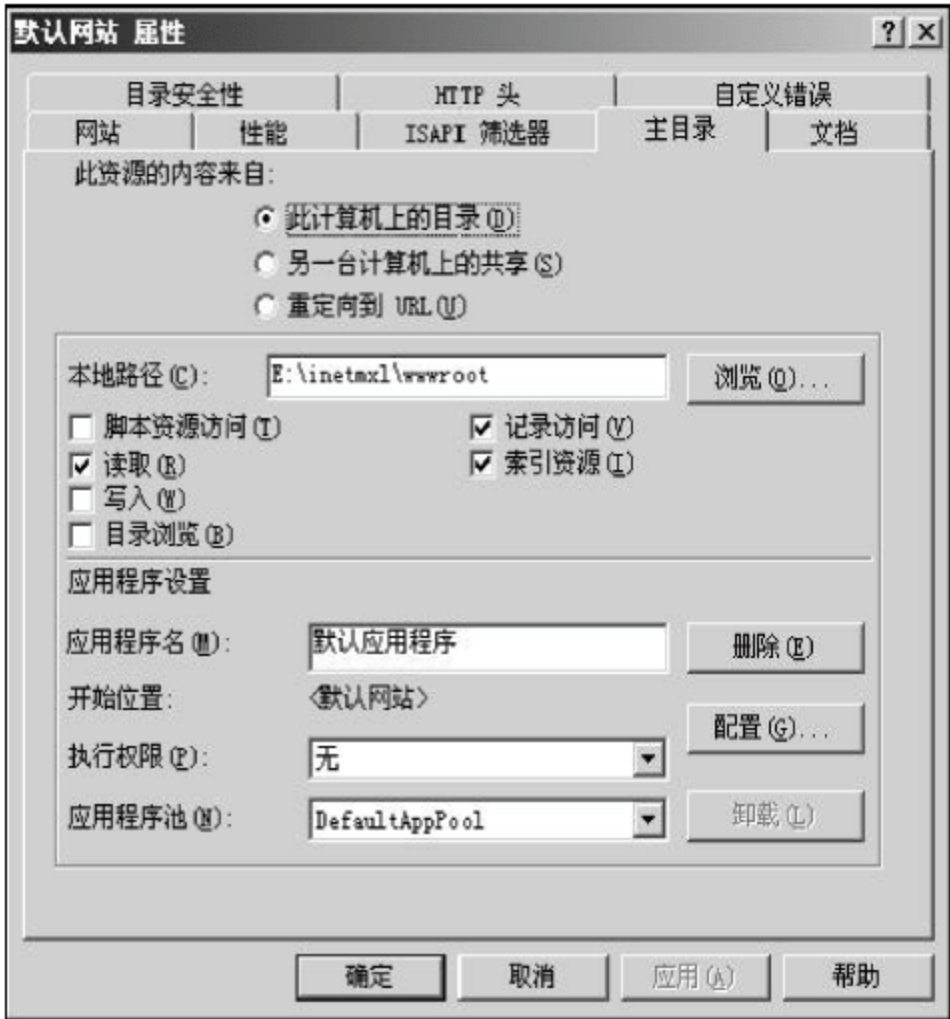 默认网站 属性
目录安全性 HTTP 头 自定义错误
网站 性能 ISAPI 筛选器 主目录 文档
此资源的内容来自:
此计算机上的目录(D)
另一台计算机上的共享(S)
重定向到 URL(U)
本地路径(C): E:\inetmxl\wwwroot 浏览(O)...
脚本资源访问(T) 记录访问(V)
读取(R) 索引资源(I)
写入(W)
目录浏览(B)
应用程序设置
应用程序名(M): 默认应用程序 删除(E)
开始位置: <默认网站>
配置(G)...
执行权限(P): 无
应用程序池(N): DefaultAppPool 卸载(L)
确定 取消 应用(A) 帮助